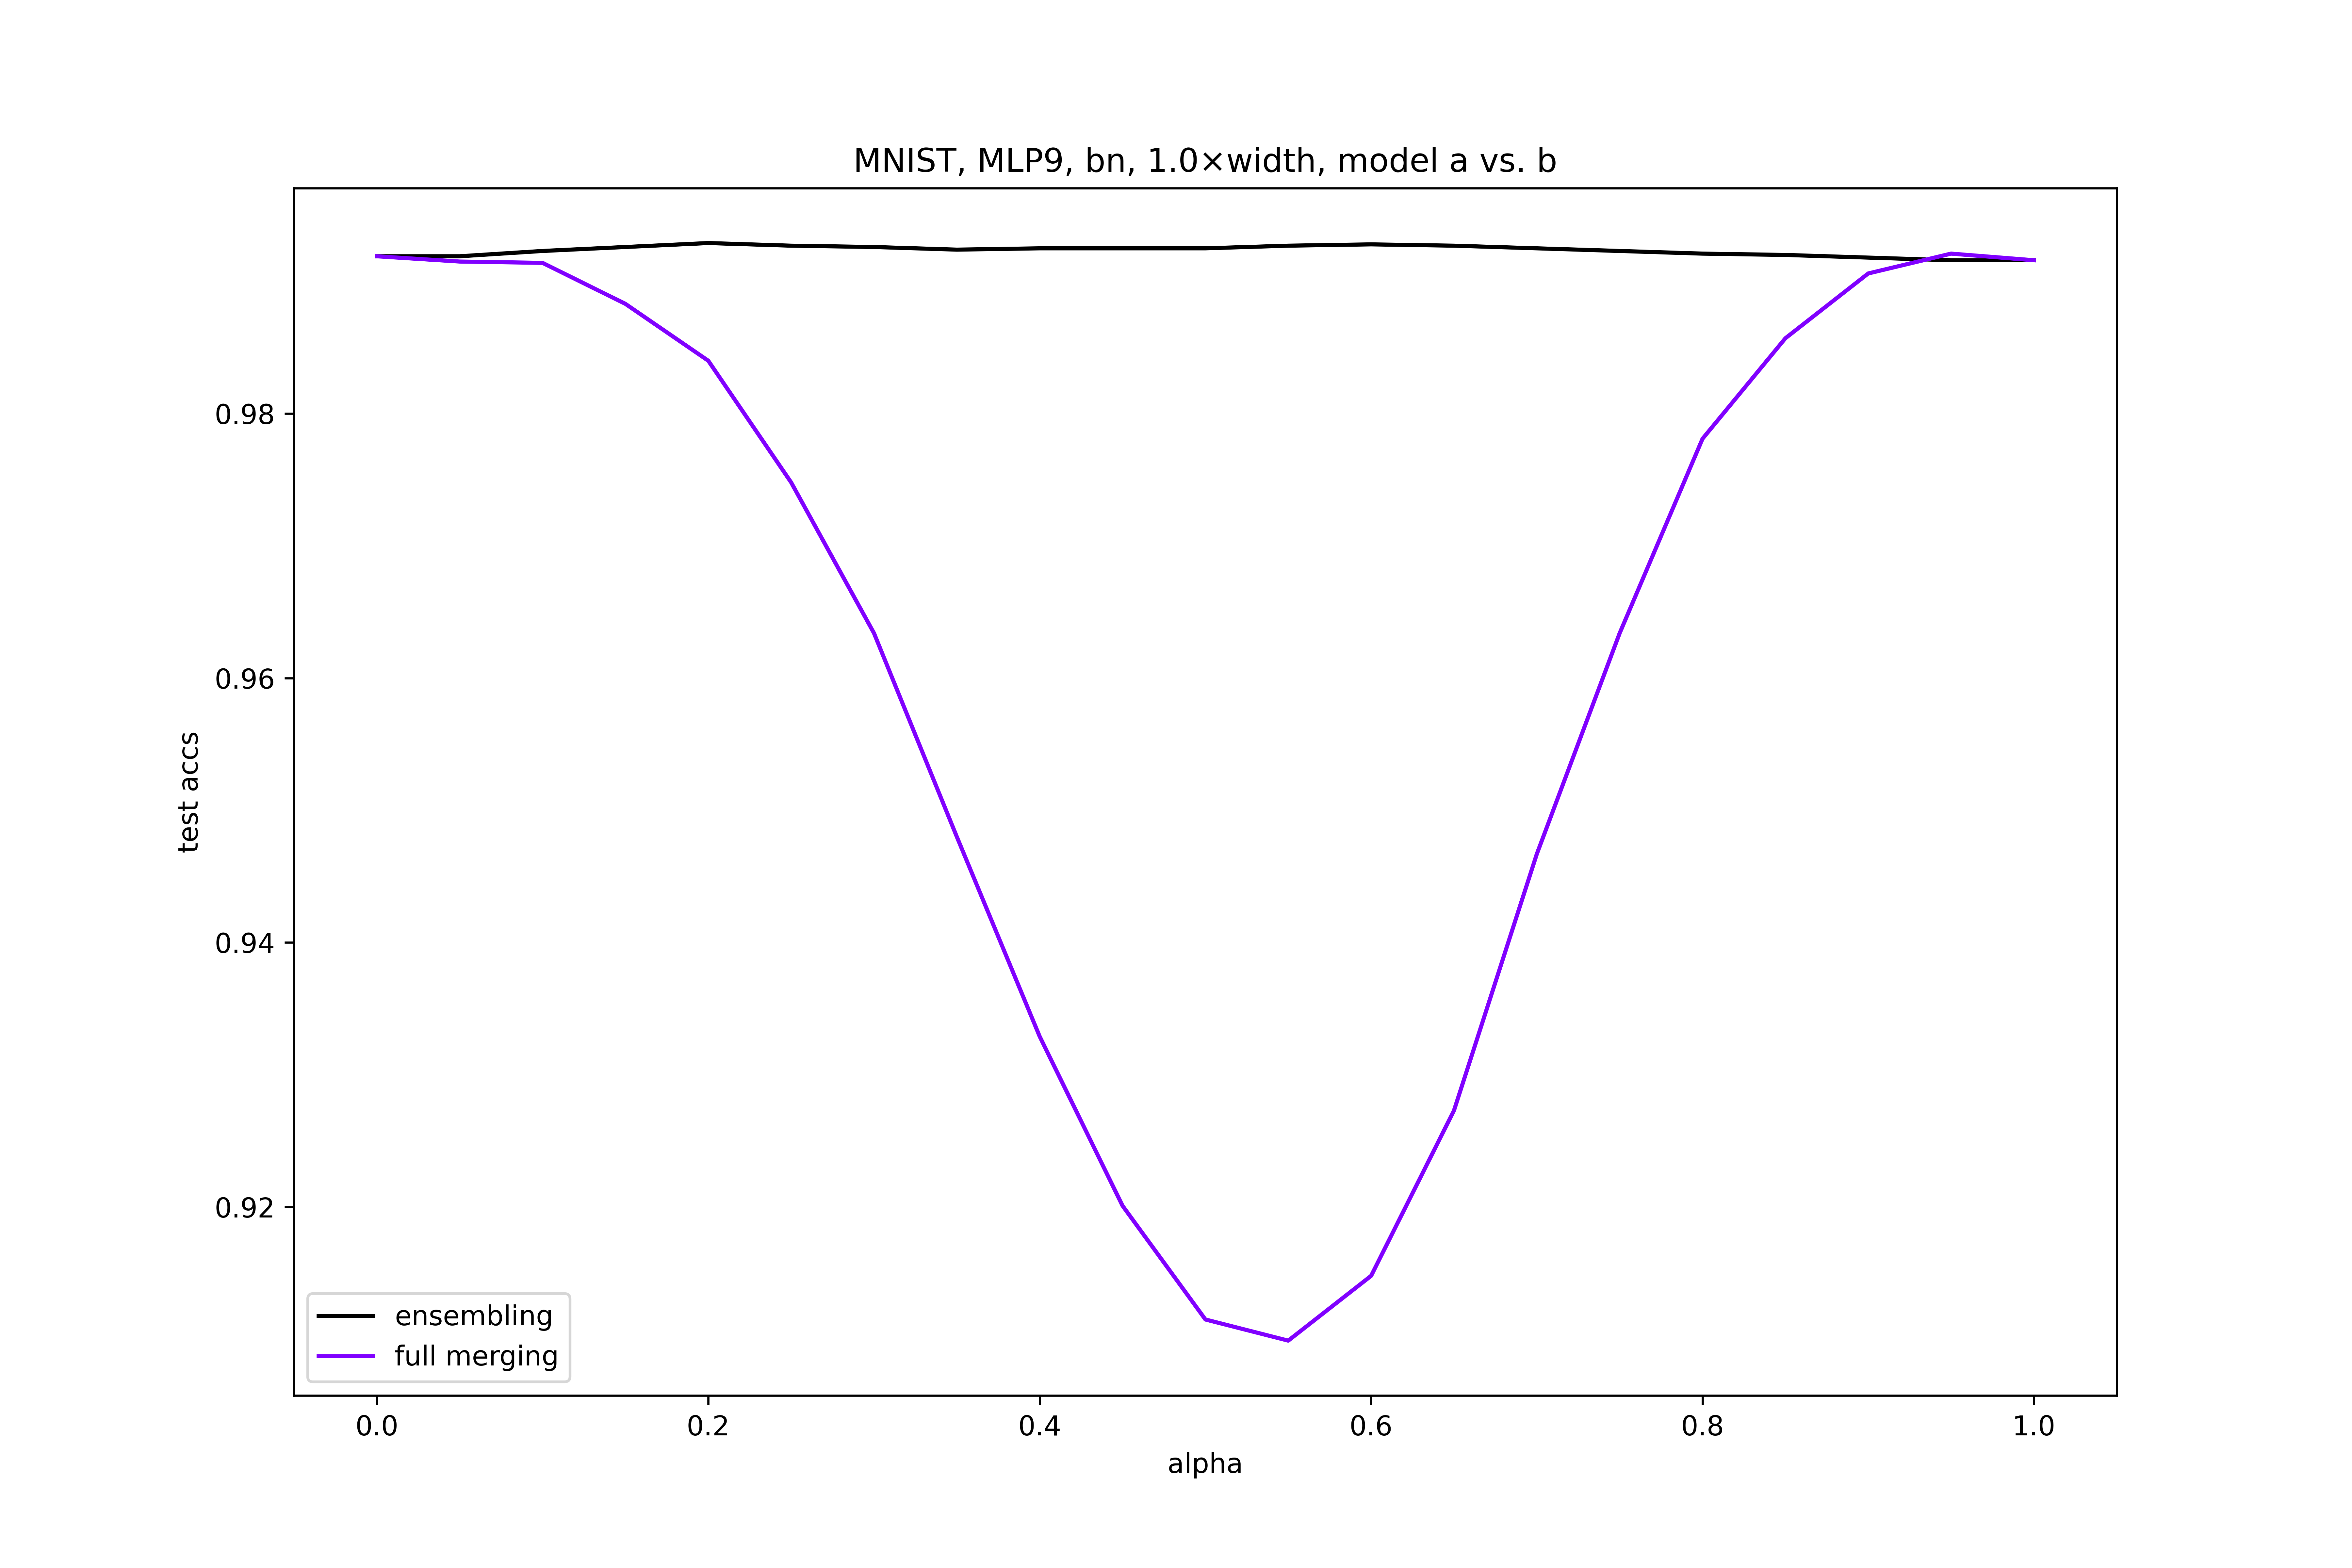 MNIST, MLP9, bn, 1.0×width, model a vs. b
test accs
0.98
0.96
0.94
0.92
ensembling
full merging
0.0 0.2 0.4 0.6 0.8 1.0
alpha